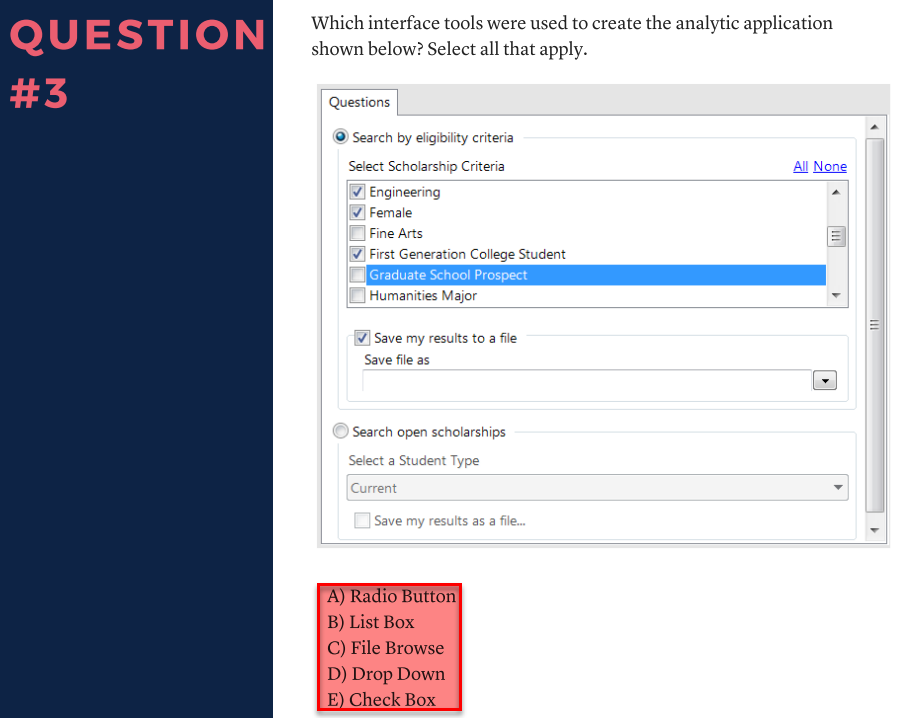 QUESTION
#3
Which interface tools were used to create the analytic application
shown below? Select all that apply.
Questions
Search by eligibility criteria
Select Scholarship Criteria All None
Engineering
Female
Fine Arts
First Generation College Student
Graduate School Prospect
Humanities Major
Save my results to a file
Save file as
Search open scholarships
Select a Student Type
Current
Save my results as a file...
A) Radio Button
B) List Box
C) File Browse
D) Drop Down
E) Check Box